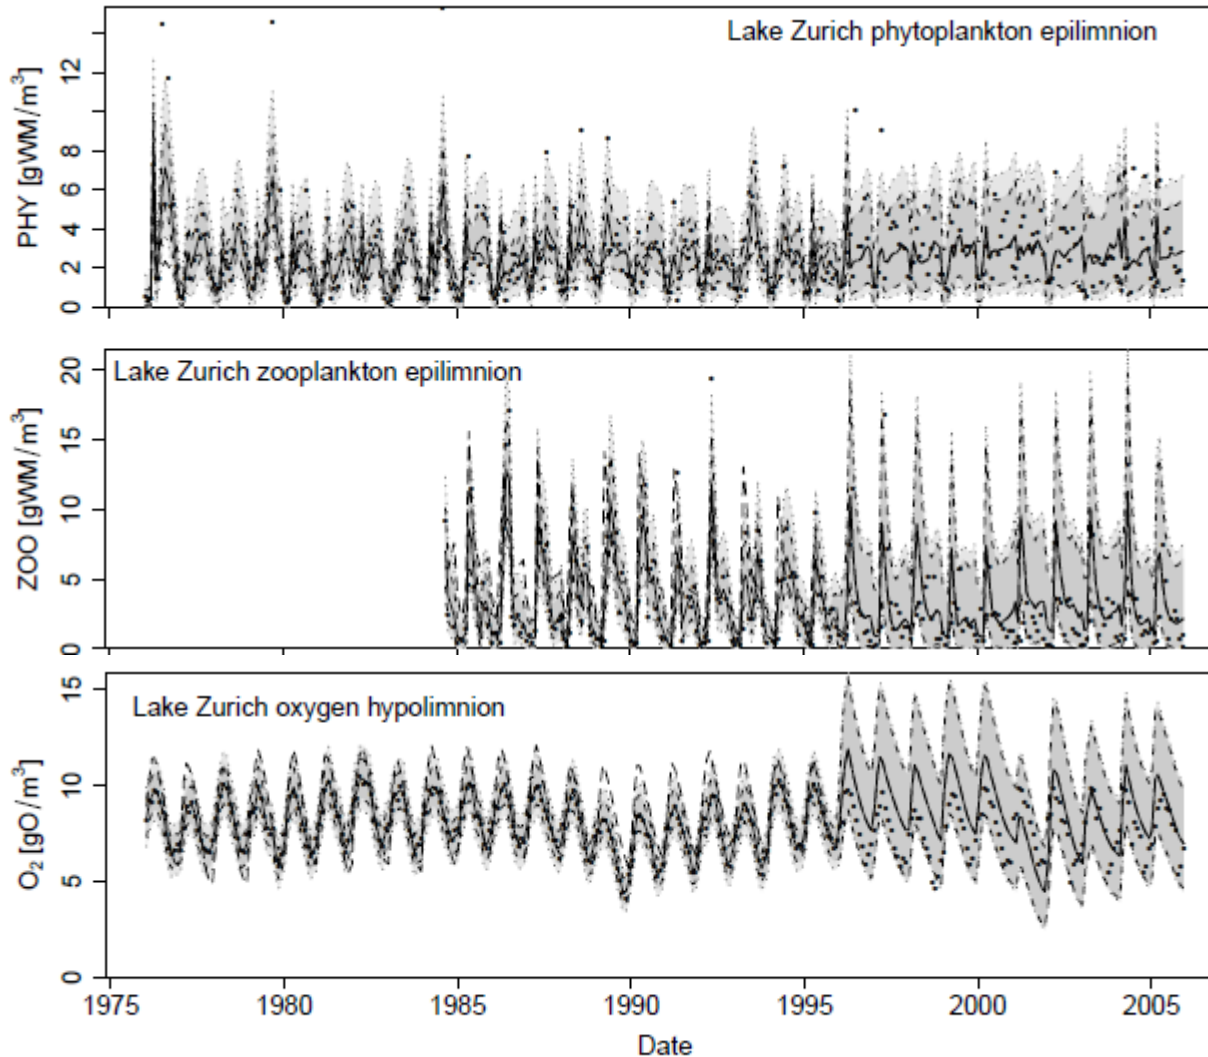 Lake Zurich phytoplankton epilimnion
PHY [gWM/m³]
0 2 4 6 8 12
Lake Zurich zooplankton epilimnion
ZOO [gWM/m³]
0 5 10 15 20
Lake Zurich oxygen hypolimnion
O₂ [gO/m³]
0 5 10 15
1975 1980 1985 1990 1995 2000 2005
Date